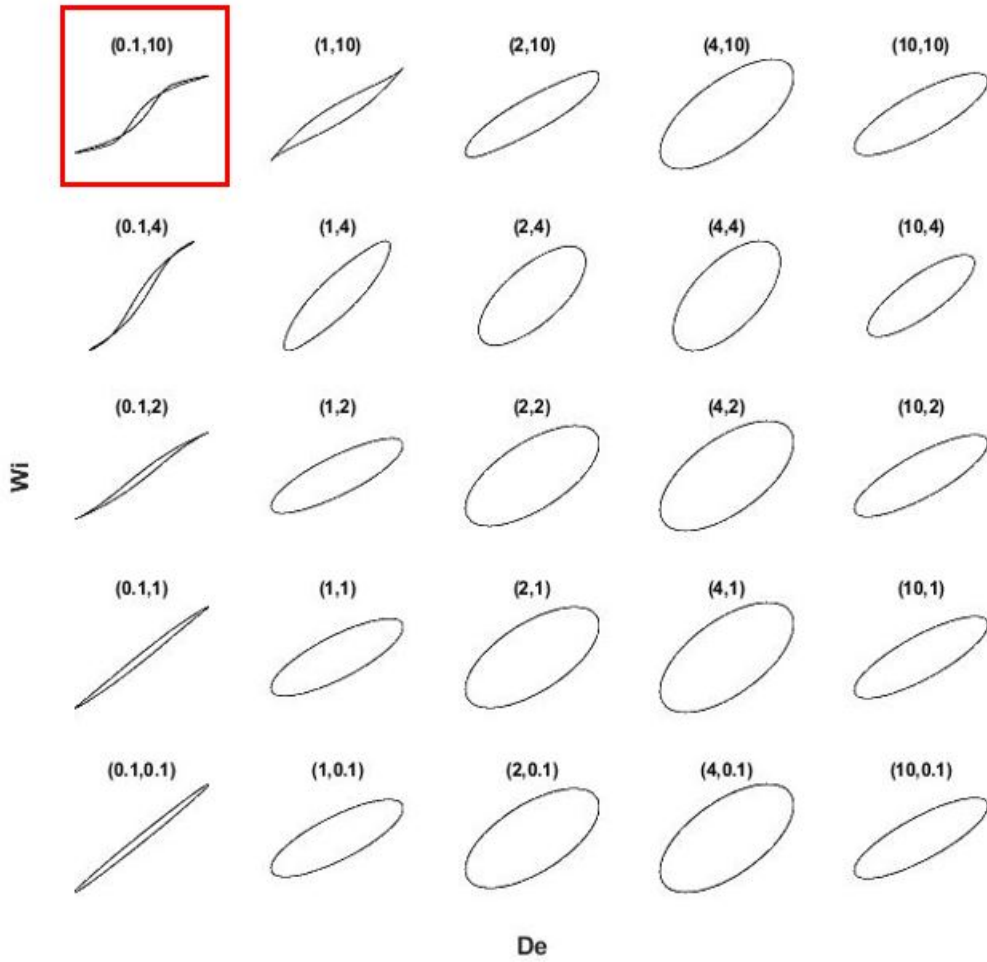 (0.1,10) (1,10) (2,10) (4,10) (10,10)
(0.1,4) (1,4) (2,4) (4,4) (10,4)
(0.1,2) (1,2) (2,2) (4,2) (10,2)
Wi
(0.1,1) (1,1) (2,1) (4,1) (10,1)
(0.1,0.1) (1,0.1) (2,0.1) (4,0.1) (10,0.1)
De